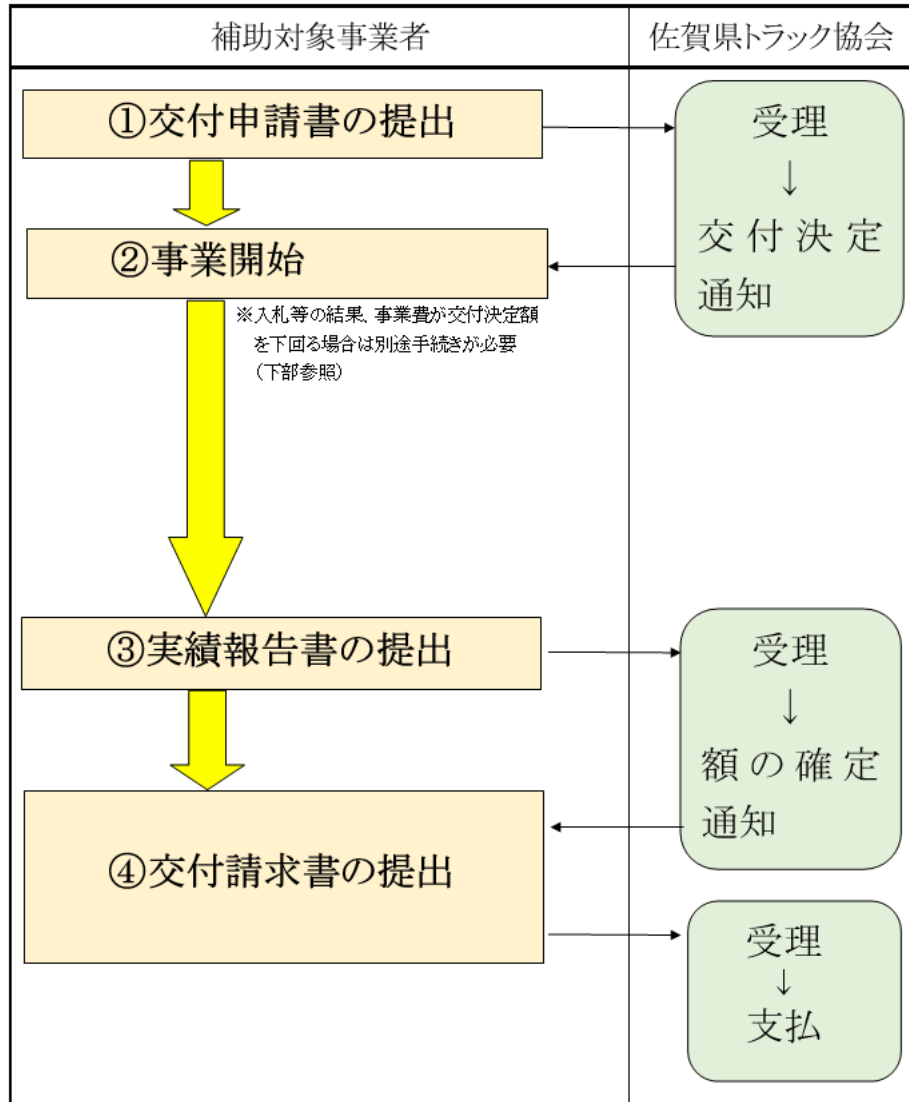 補助対象事業者
佐賀県トラック協会
①交付申請書の提出
受理
↓
交付決定
通知
②事業開始
※入札等の結果、事業費が交付決定額
を下回る場合は別途手続きが必要
（下部参照）
③実績報告書の提出
受理
↓
額の確定
通知
④交付請求書の提出
受理
↓
支払